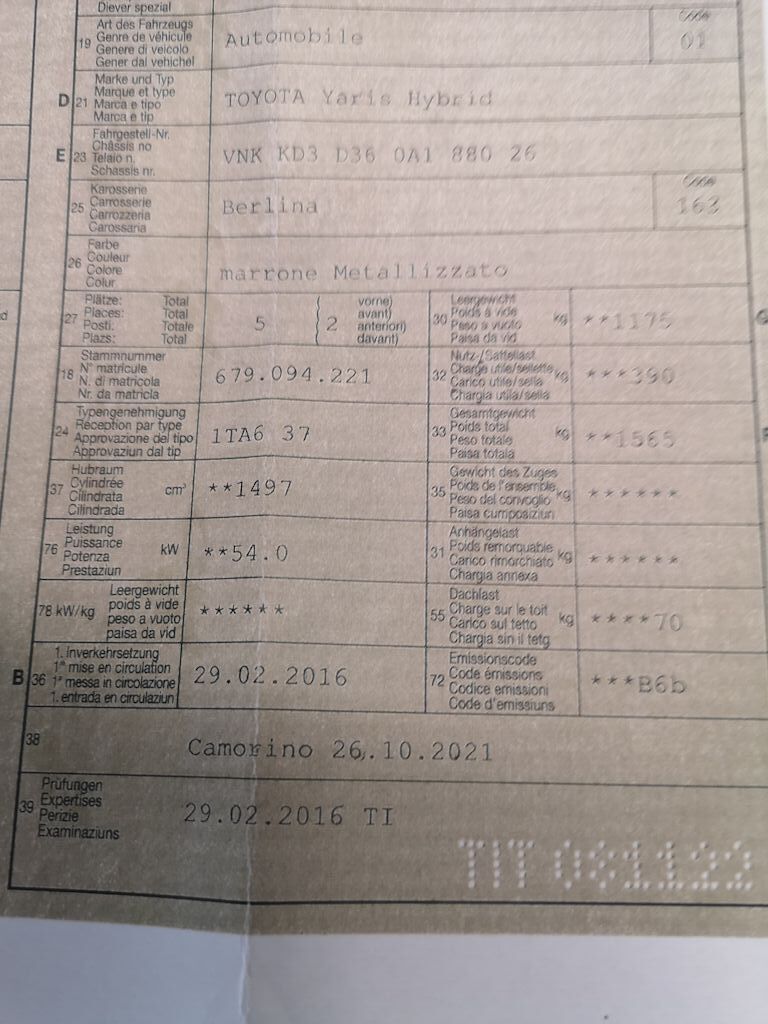 Diever spezial
19 Art des Fahrzeugs
Genre de véhicule
Genere di veicolo
Gener dal vehichel
Automobile
Code
01
D 21 Marke und Typ
Marque et type
Marca e tipo
Marca e tip
TOYOTA Yaris Hybrid
E 23 Fahrgestell-Nr.
Châssis no
Telaio n.
Schassis nr.
VNK KD3 D36 0A1 880 26
25 Karosserie
Carrosserie
Carrozzeria
Carossaria
Berlina
Code
163
26 Farbe
Couleur
Colore
Colur
marrone Metallizzato
27 Plätze: Total
Places: Total
Posti: Totale
Plazs: Total
5
( 2 vorne)
avant)
anteriori)
davant)
30 Leergewicht
Poids à vide
Peso a vuoto
Paisa da vid
kg
**1175
18 Stammnummer
N° matricule
N. di matricola
Nr. da matricla
679.094.221
32 Nutz-/Sattellast
Charge utile/sellette
Carico utile/sella
Chargia utila/sella
kg
***390
24 Typengenehmigung
Réception par type
Approvazione del tipo
Approvaziun dal tip
1TA6 37
33 Gesamtgewicht
Poids total
Peso totale
Paisa totala
kg
**1565
37 Hubraum
Cylindrée
Cilindrata
Cilindrada
cm³
**1497
35 Gewicht des Zuges
Poids de l'ensemble
Peso del convoglio
Paisa cumposiziun
kg
******
76 Leistung
Puissance
Potenza
Prestaziun
kW
**54.0
31 Anhängelast
Poids remorquable
Carico rimorchiato
Chargia annexa
kg
******
78 kW/kg Leergewicht
poids à vide
peso a vuoto
paisa da vid
******
55 Dachlast
Charge sur le toit
Carico sul tetto
Chargia sin il tetg
kg
****70
B 36 1. Inverkehrsetzung
1ère mise en circulation
1a messa in circolazione
1. entrada en circulaziun
29.02.2016
72 Emissionscode
Code émissions
Codice emissioni
Code d'emissiuns
***B6b
38
Camorino 26.10.2021
39 Prüfungen
Expertises
Perizie
Examinaziuns
29.02.2016 TI
TIT 081122